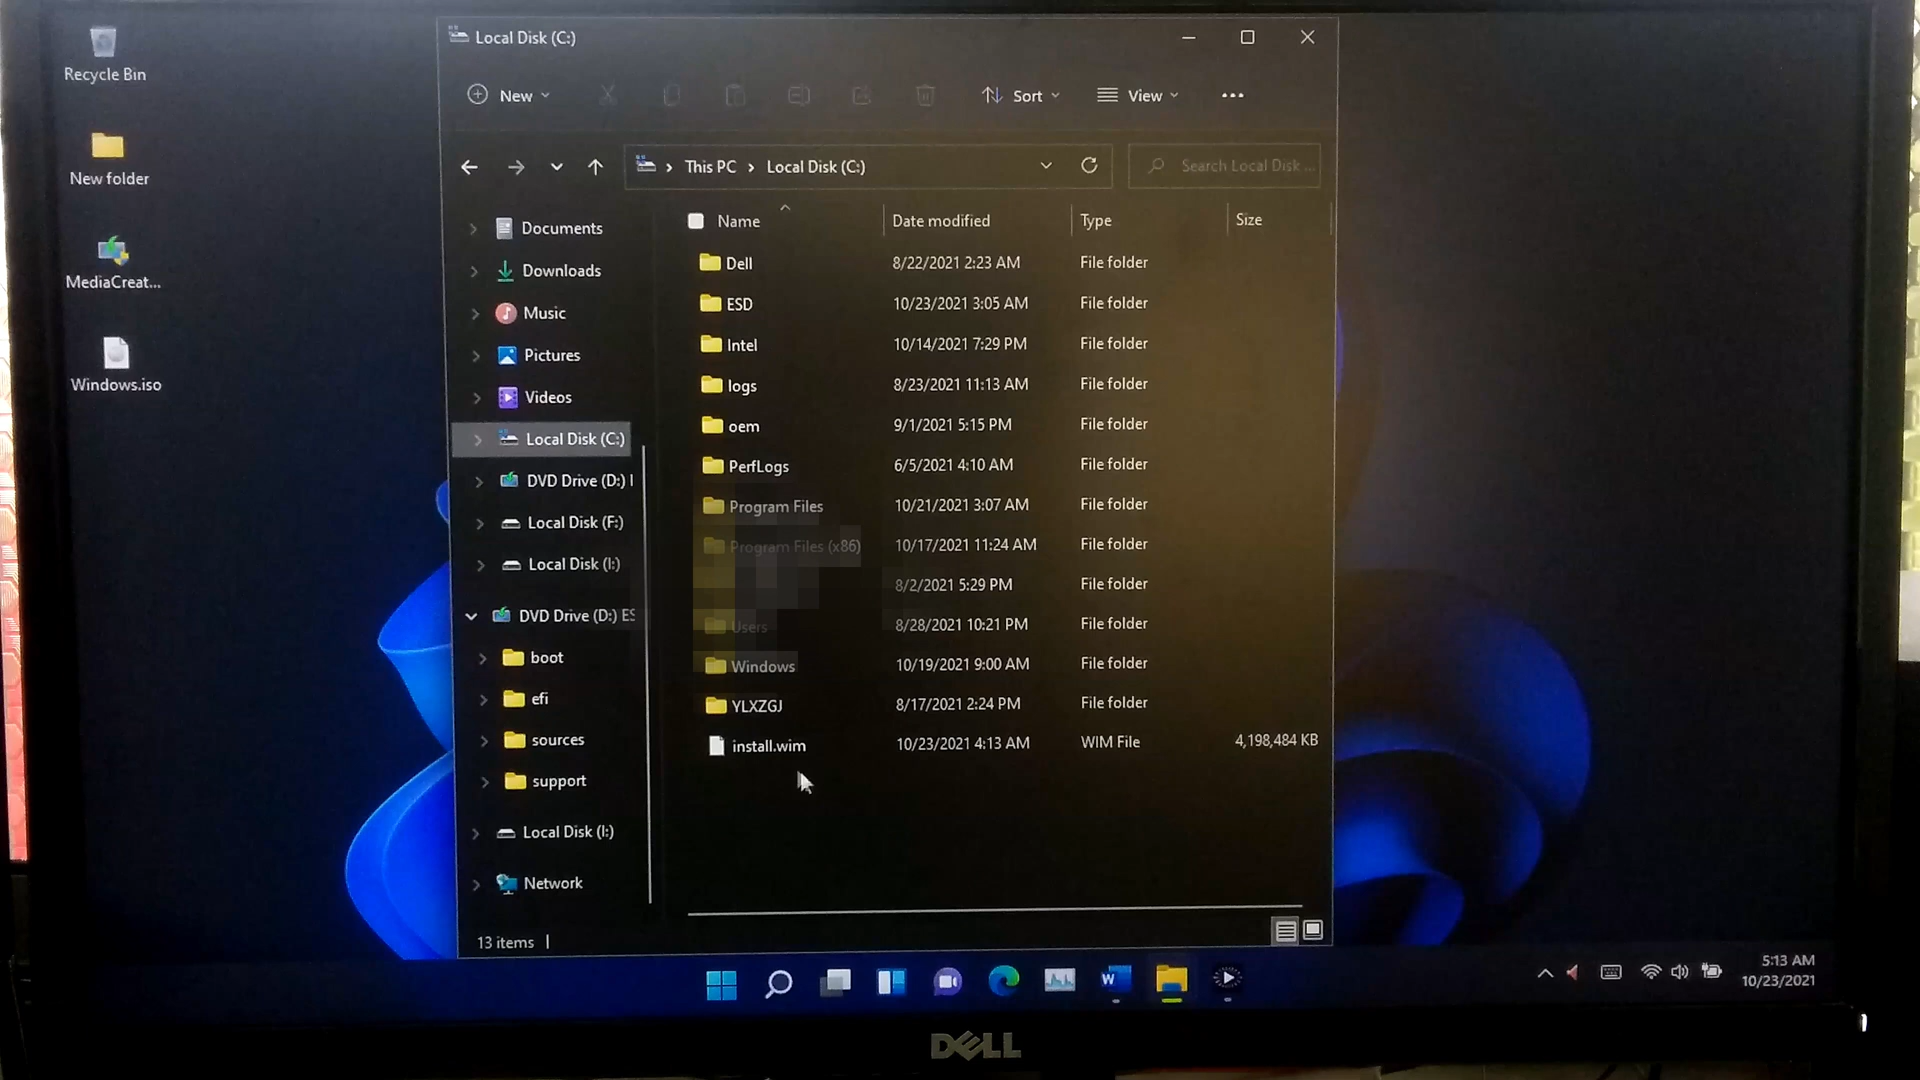 Recycle Bin
New folder
MediaCreat...
Windows.iso
Local Disk (C:)
New
Sort
View
This PC > Local Disk (C:)
Search Local Disk ...
Documents
Downloads
Music
Pictures
Videos
Local Disk (C:)
DVD Drive (D:)
Local Disk (F:)
Local Disk (I:)
DVD Drive (D:) ES
boot
efi
sources
support
Local Disk (I:)
Network
Name Date modified Type Size
Dell 8/22/2021 2:23 AM File folder
ESD 10/23/2021 3:05 AM File folder
Intel 10/14/2021 7:29 PM File folder
logs 8/23/2021 11:13 AM File folder
oem 9/1/2021 5:15 PM File folder
PerfLogs 6/5/2021 4:10 AM File folder
Program Files 10/21/2021 3:07 AM File folder
Program Files (x86) 10/17/2021 11:24 AM File folder
8/2/2021 5:29 PM File folder
Users 8/28/2021 10:21 PM File folder
Windows 10/19/2021 9:00 AM File folder
YLXZGJ 8/17/2021 2:24 PM File folder
install.wim 10/23/2021 4:13 AM WIM File 4,198,484 KB
13 items
W
5:13 AM
10/23/2021
DELL